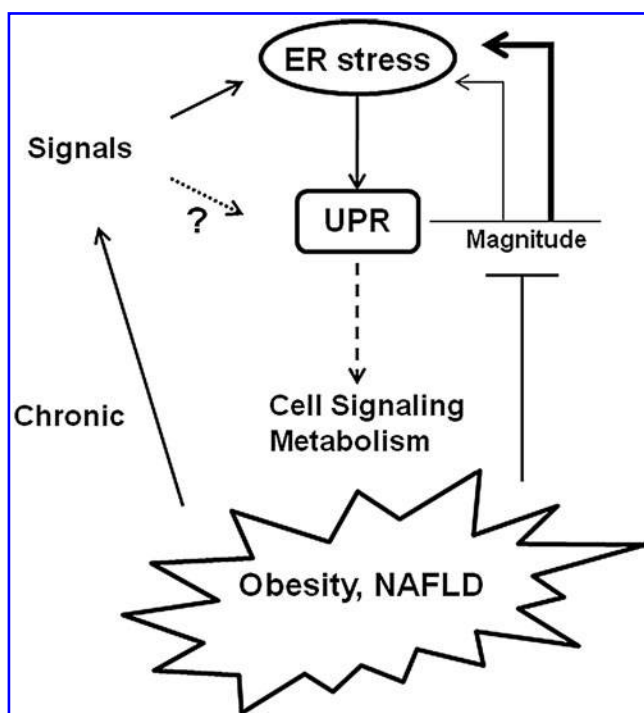 ER stress
Signals
?
UPR
Magnitude
Cell Signaling
Metabolism
Chronic
Obesity, NAFLD